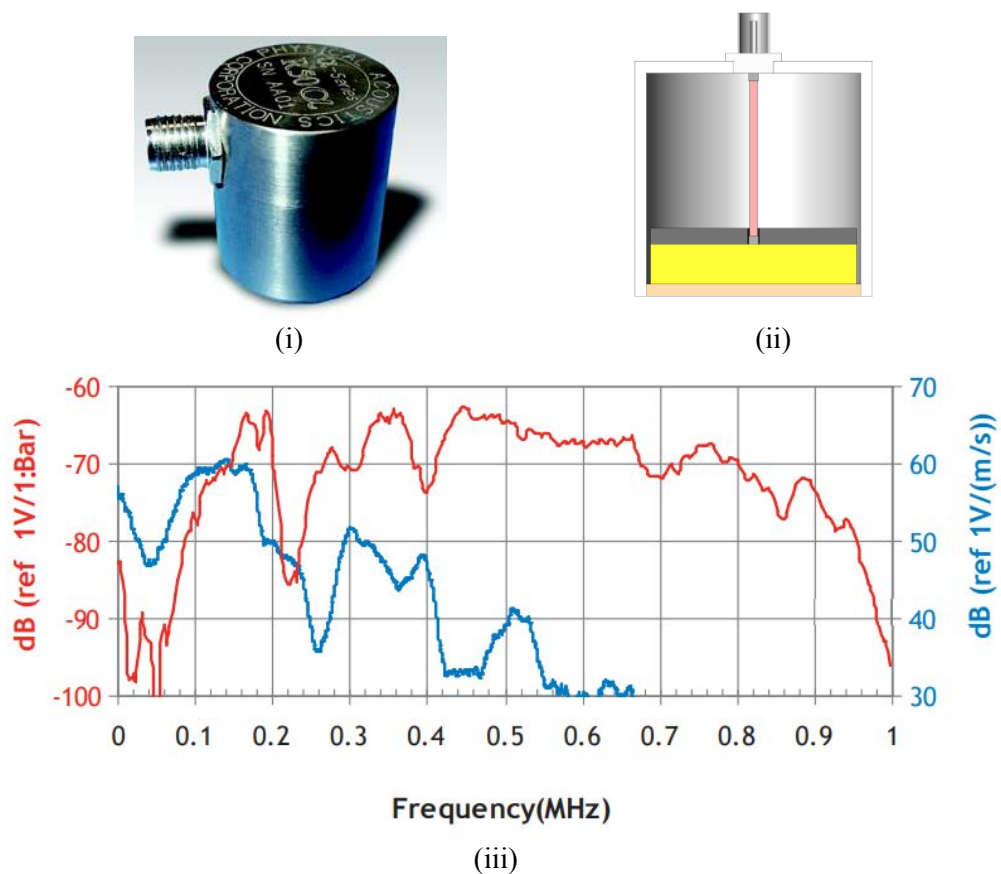 PHYSICAL ACOUSTICS CORPORATION
SN AA01
(i)
(ii)
dB (ref 1V/1:Bar)
-60
-70
-80
-90
-100
70
60
50
40
30
dB (ref 1V/(m/s))
0 0.1 0.2 0.3 0.4 0.5 0.6 0.7 0.8 0.9 1
Frequency(MHz)
(iii)